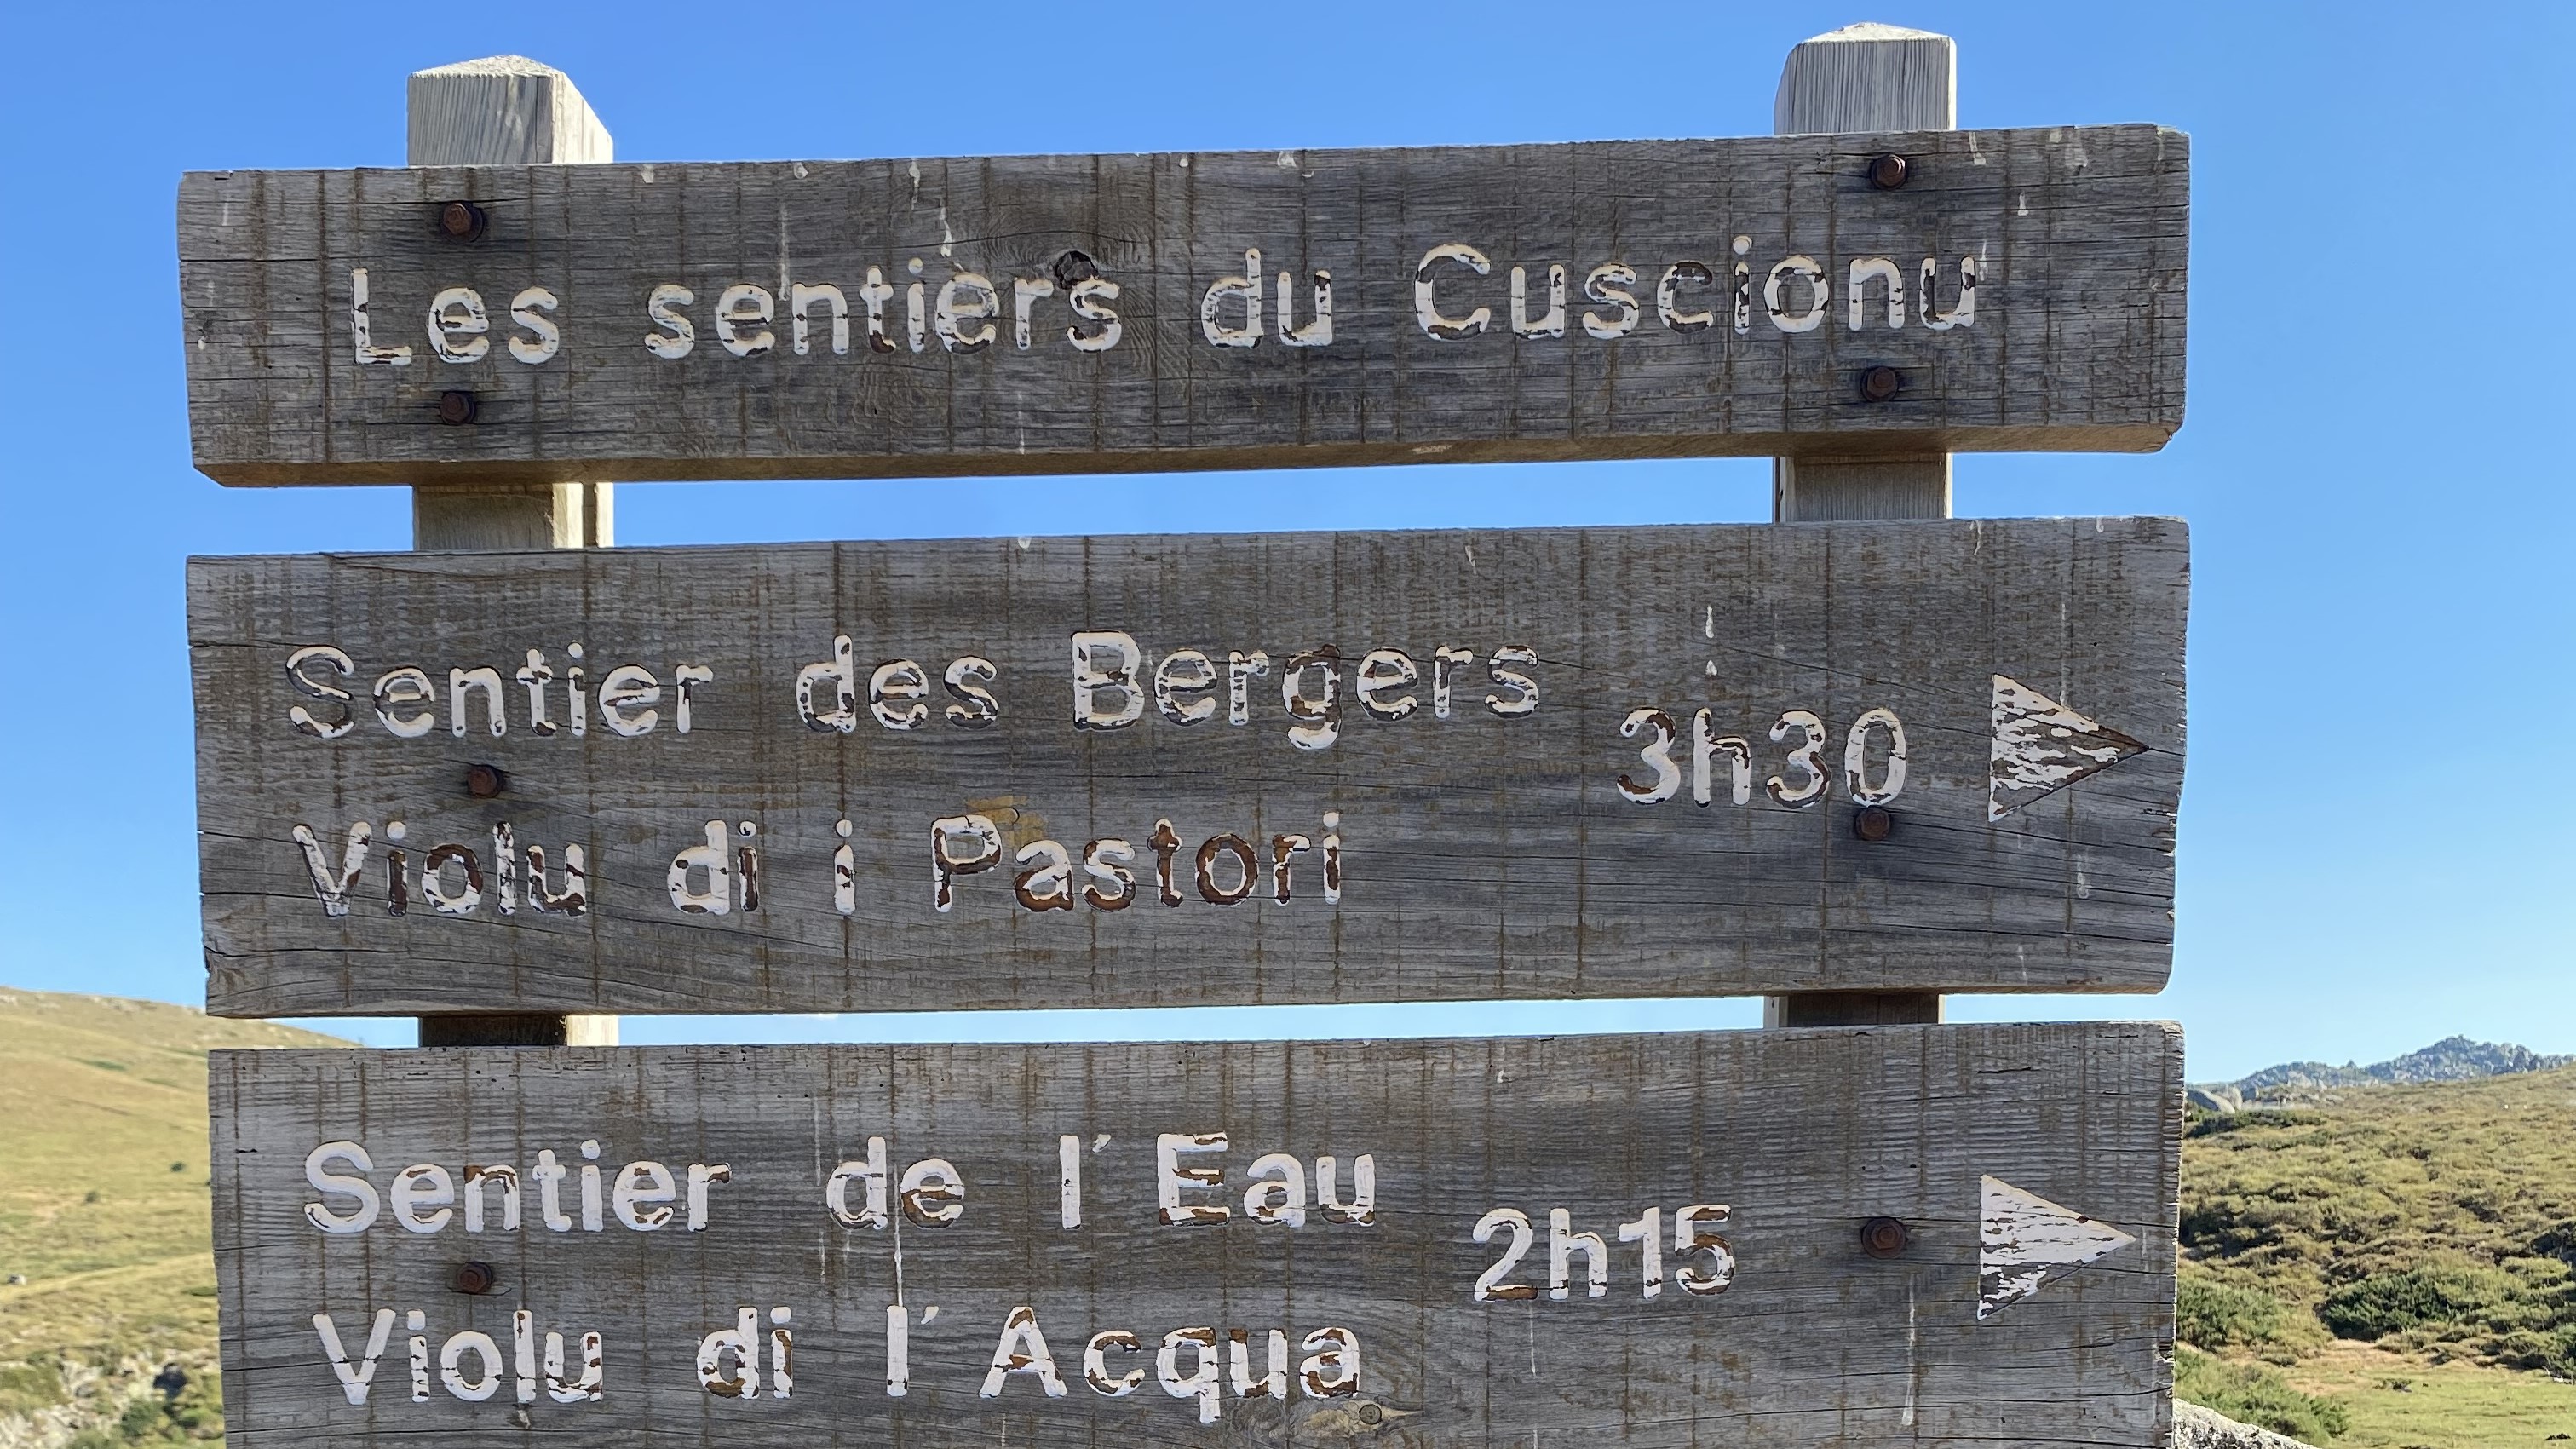 Les sentiers du Cuscionu
Sentier des Bergers
3h30
Violu di i Pastori
Sentier de l'Eau
2h15
Violu di l'Acqua